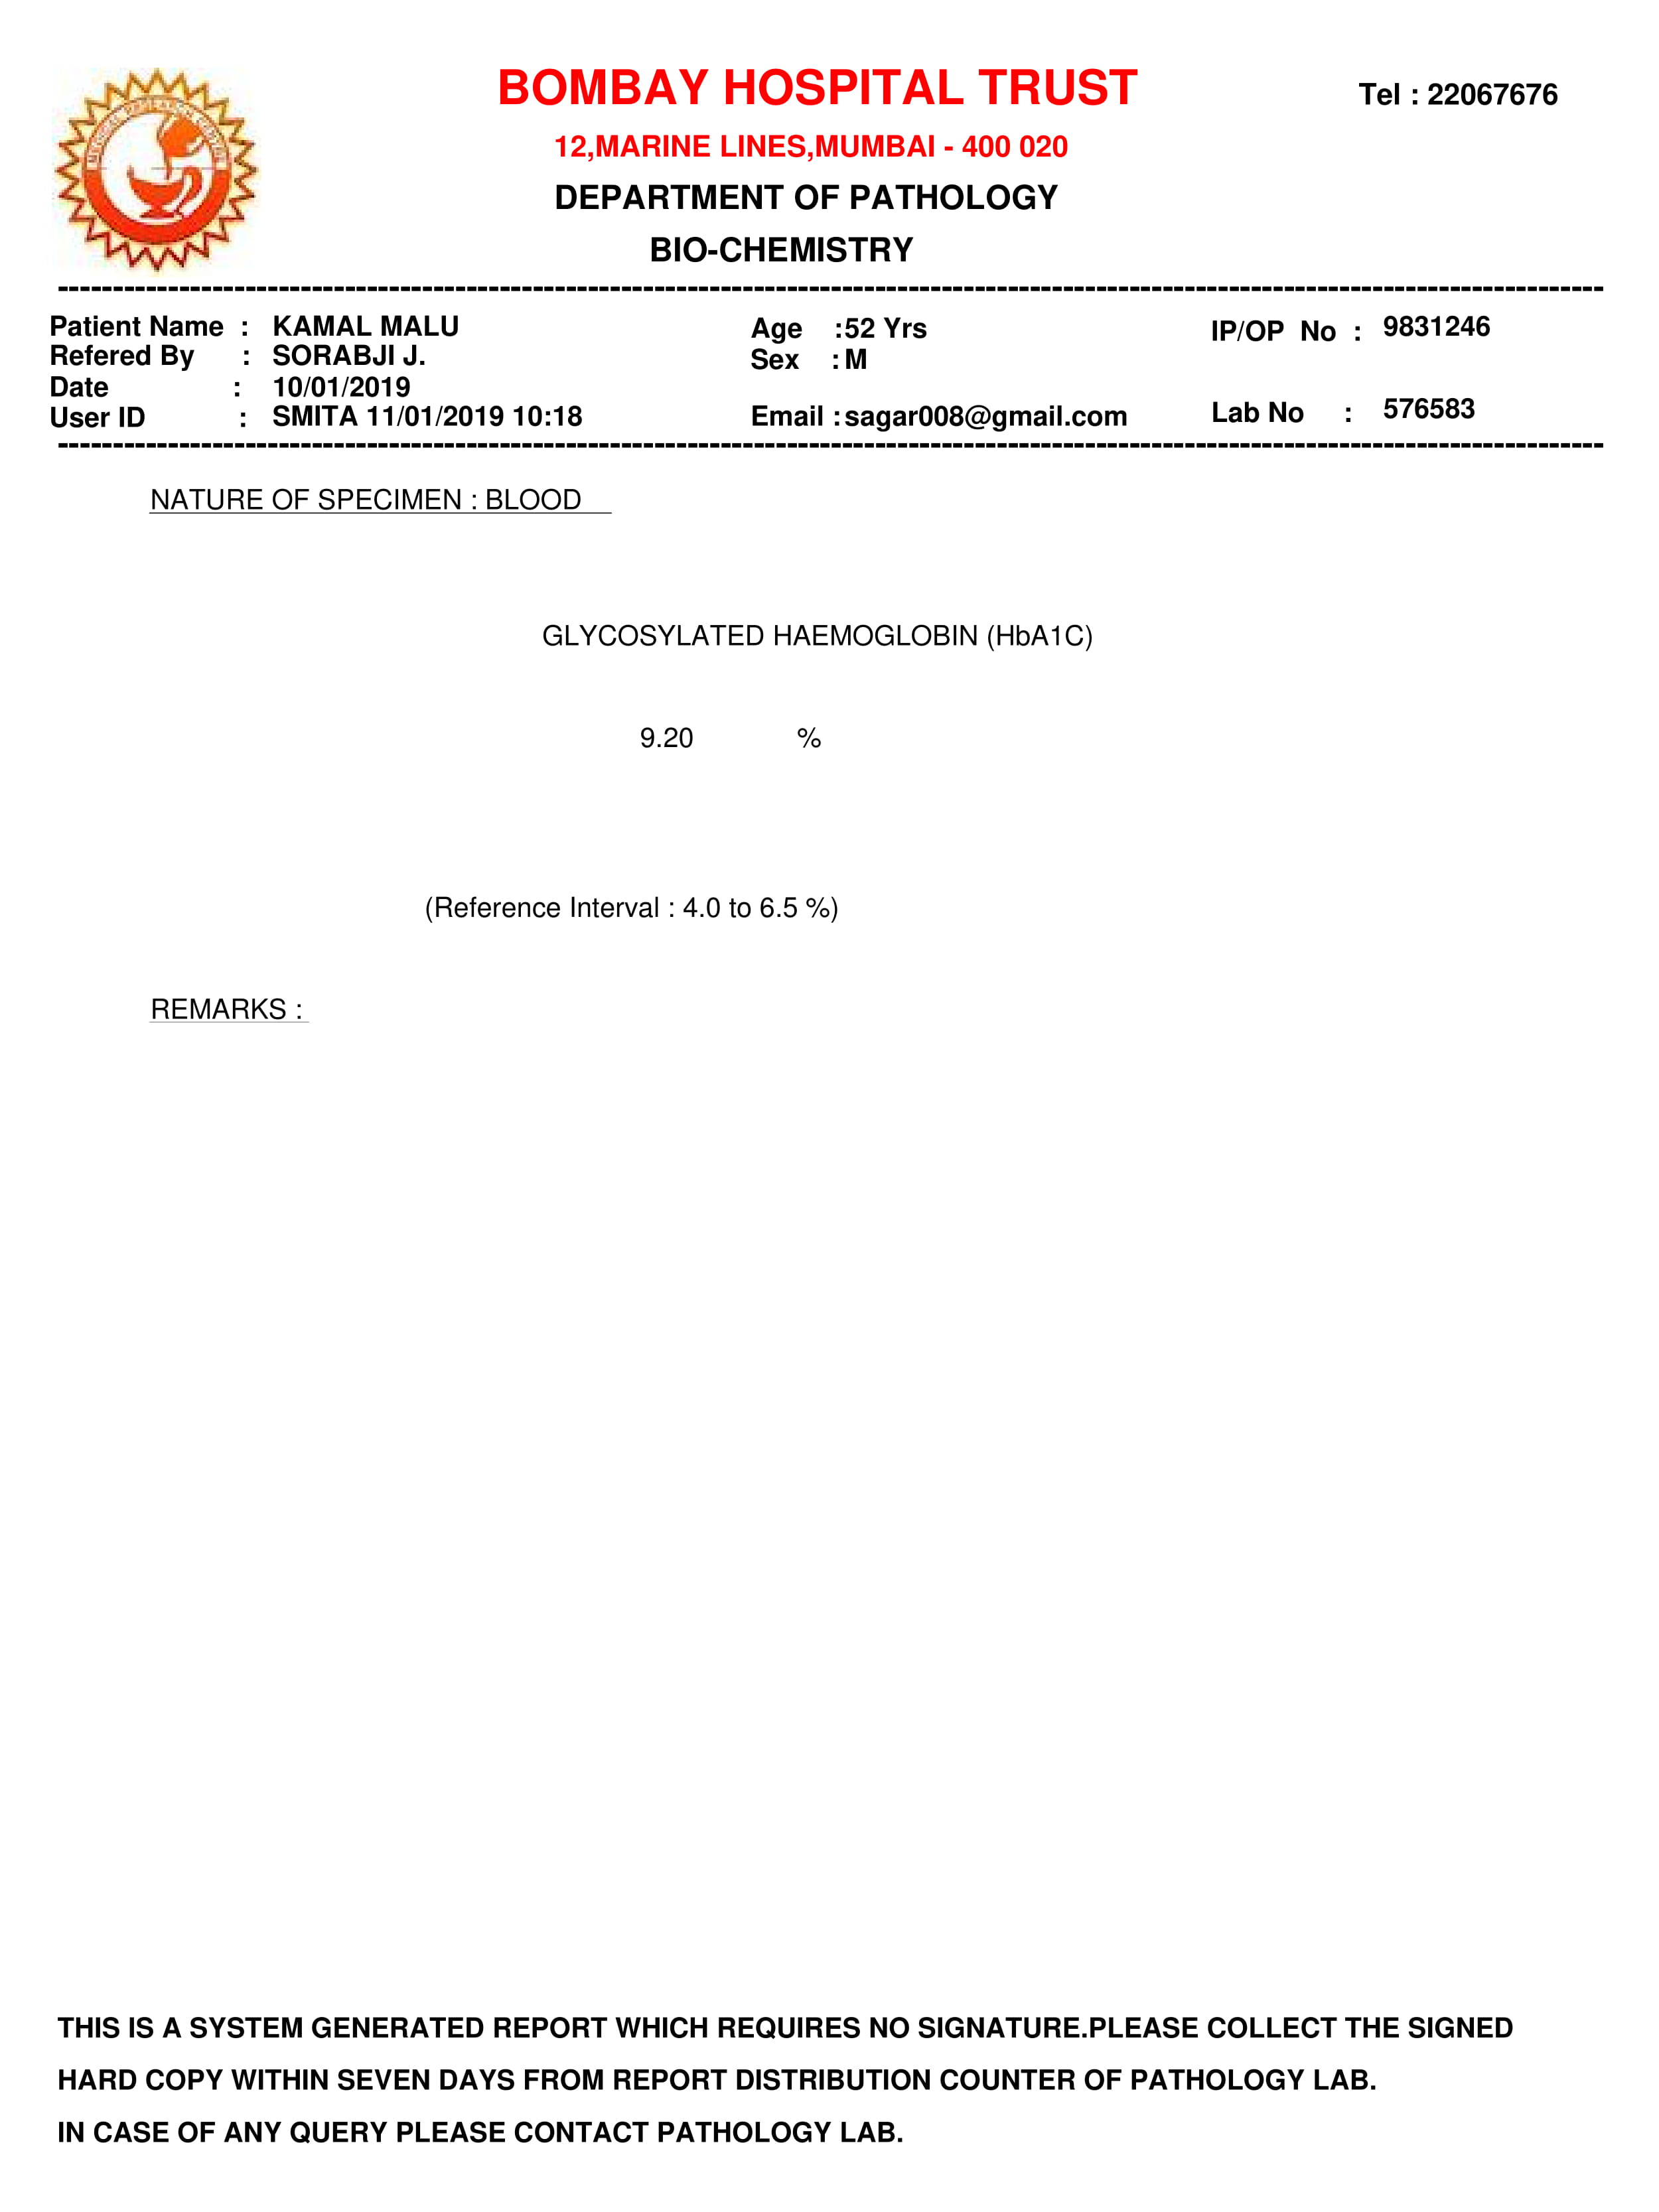 BOMBAY HOSPITAL TRUST
Tel : 22067676
12,MARINE LINES,MUMBAI - 400 020
DEPARTMENT OF PATHOLOGY
BIO-CHEMISTRY
Patient Name : KAMAL MALU Age :52 Yrs IP/OP No : 9831246
Refered By : SORABJI J. Sex : M
Date : 10/01/2019
User ID : SMITA 11/01/2019 10:18 Email : sagar008@gmail.com Lab No : 576583
NATURE OF SPECIMEN : BLOOD
GLYCOSYLATED HAEMOGLOBIN (HbA1C)
9.20 %
(Reference Interval : 4.0 to 6.5 %)
REMARKS :
THIS IS A SYSTEM GENERATED REPORT WHICH REQUIRES NO SIGNATURE.PLEASE COLLECT THE SIGNED
HARD COPY WITHIN SEVEN DAYS FROM REPORT DISTRIBUTION COUNTER OF PATHOLOGY LAB.
IN CASE OF ANY QUERY PLEASE CONTACT PATHOLOGY LAB.